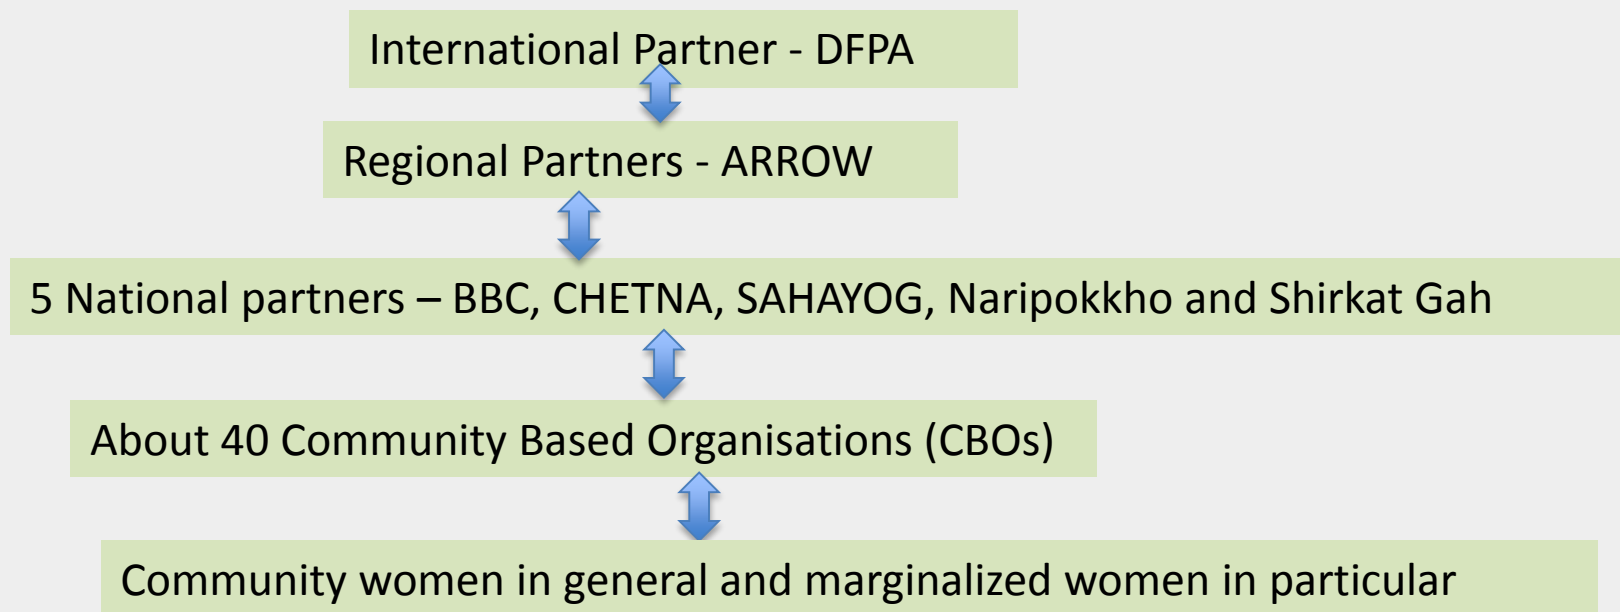 International Partner - DFPA
Regional Partners - ARROW
5 National partners – BBC, CHETNA, SAHAYOG, Naripokkho and Shirkat Gah
About 40 Community Based Organisations (CBOs)
Community women in general and marginalized women in particular